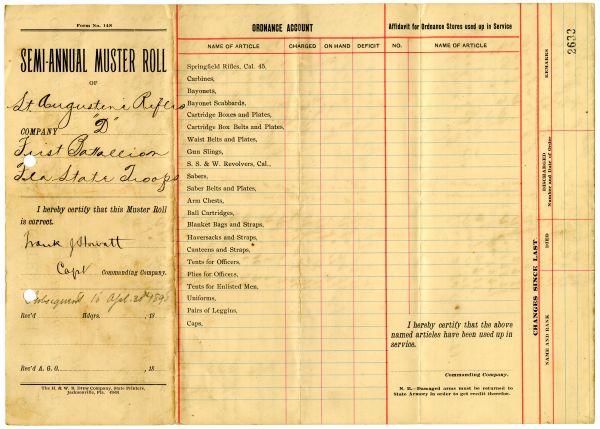 Form No. 148
SEMI-ANNUAL MUSTER ROLL
OF
St Augustine Rifles
COMPANY "D"
First Battallion
Fla State Troops
I hereby certify that this Muster Roll
is correct.
Frank J Howatt
Capt Commanding Company.
Subsequent to Apl. 30th 189
Rec'd Hdqrs. , 18
Rec'd A. G. O. , 18
The H. & W. B. Drew Company, State Printers,
Jacksonville, Fla.
ORDNANCE ACCOUNT
NAME OF ARTICLE CHARGED ON HAND DEFICIT
Springfield Rifles, Cal. 45,
Carbines,
Bayonets,
Bayonet Scabbards,
Cartridge Boxes and Plates,
Cartridge Box Belts and Plates,
Waist Belts and Plates,
Gun Slings,
S. S. & W. Revolvers, Cal.,
Sabers,
Saber Belts and Plates,
Arm Chests,
Ball Cartridges,
Blanket Bags and Straps,
Haversacks and Straps,
Canteens and Straps,
Tents for Officers,
Flies for Officers,
Tents for Enlisted Men,
Uniforms,
Pairs of Leggins,
Caps,
Affidavit for Ordnance Stores used up in Service
NO. NAME OF ARTICLE
I hereby certify that the above
named articles have been used up in
service.
Commanding Company.
N. B.—Damaged arms must be returned to
State Armory in order to get credit therefor.
CHANGES SINCE LAST
NAME AND RANK
DIED
DISCHARGED
Number and Date of Order
REMARKS
2633